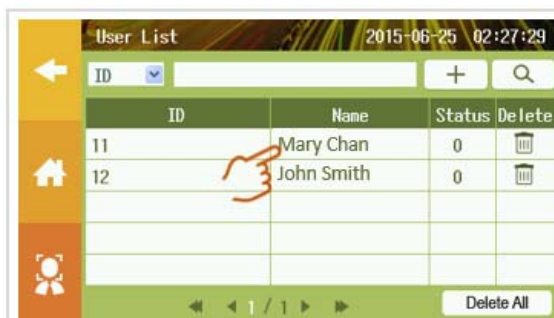 User List 2015-06-25 02:27:29
ID
ID Name Status Delete
11 Mary Chan 0
12 John Smith 0
1 / 1 Delete All